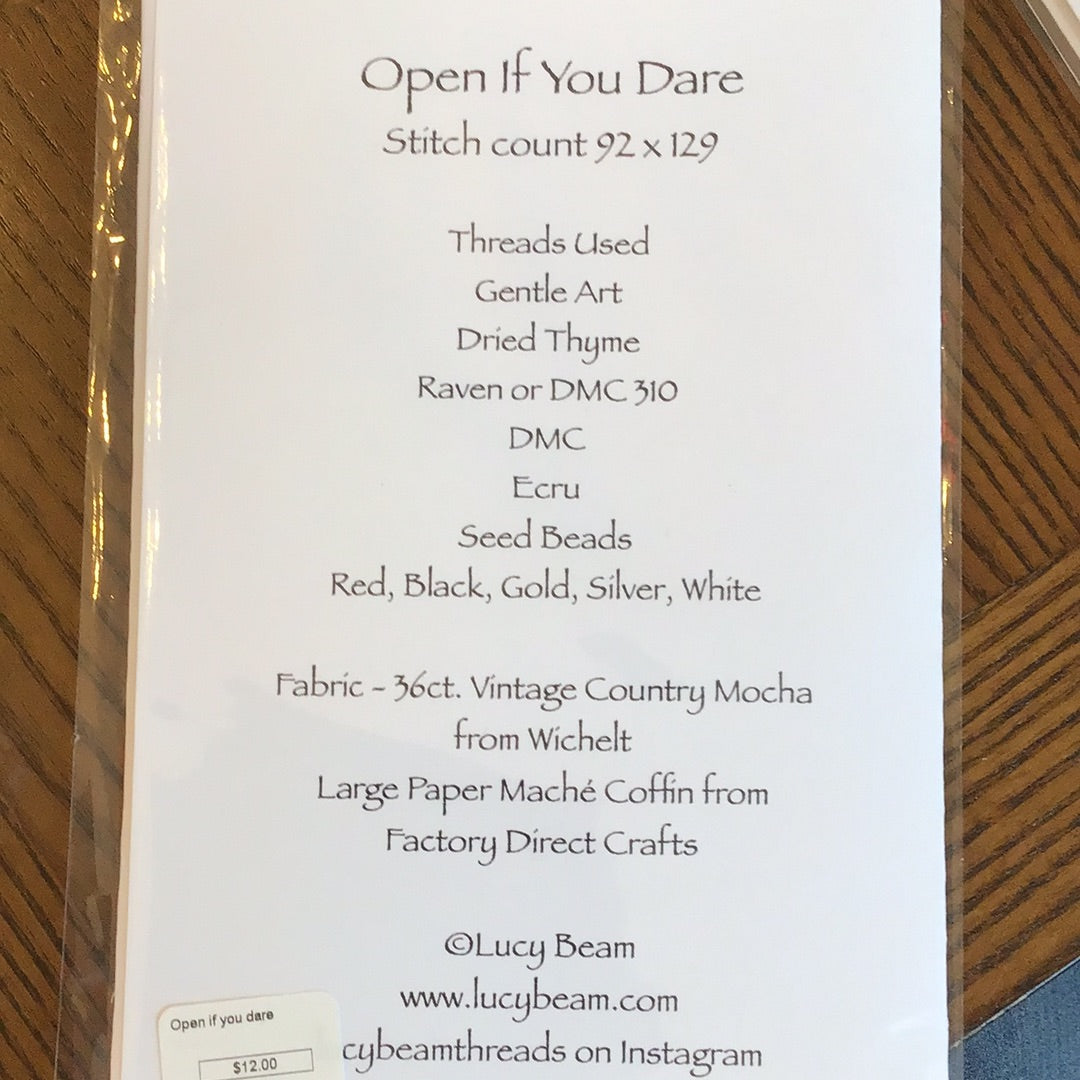 Open If You Dare
Stitch count 92 x 129
Threads Used
Gentle Art
Dried Thyme
Raven or DMC 310
DMC
Ecru
Seed Beads
Red, Black, Gold, Silver, White
Fabric - 36ct. Vintage Country Mocha
from Wichelt
Large Paper Maché Coffin from
Factory Direct Crafts
©Lucy Beam
www.lucybeam.com
cybeamthreads on Instagram
Open if you dare
$12.00